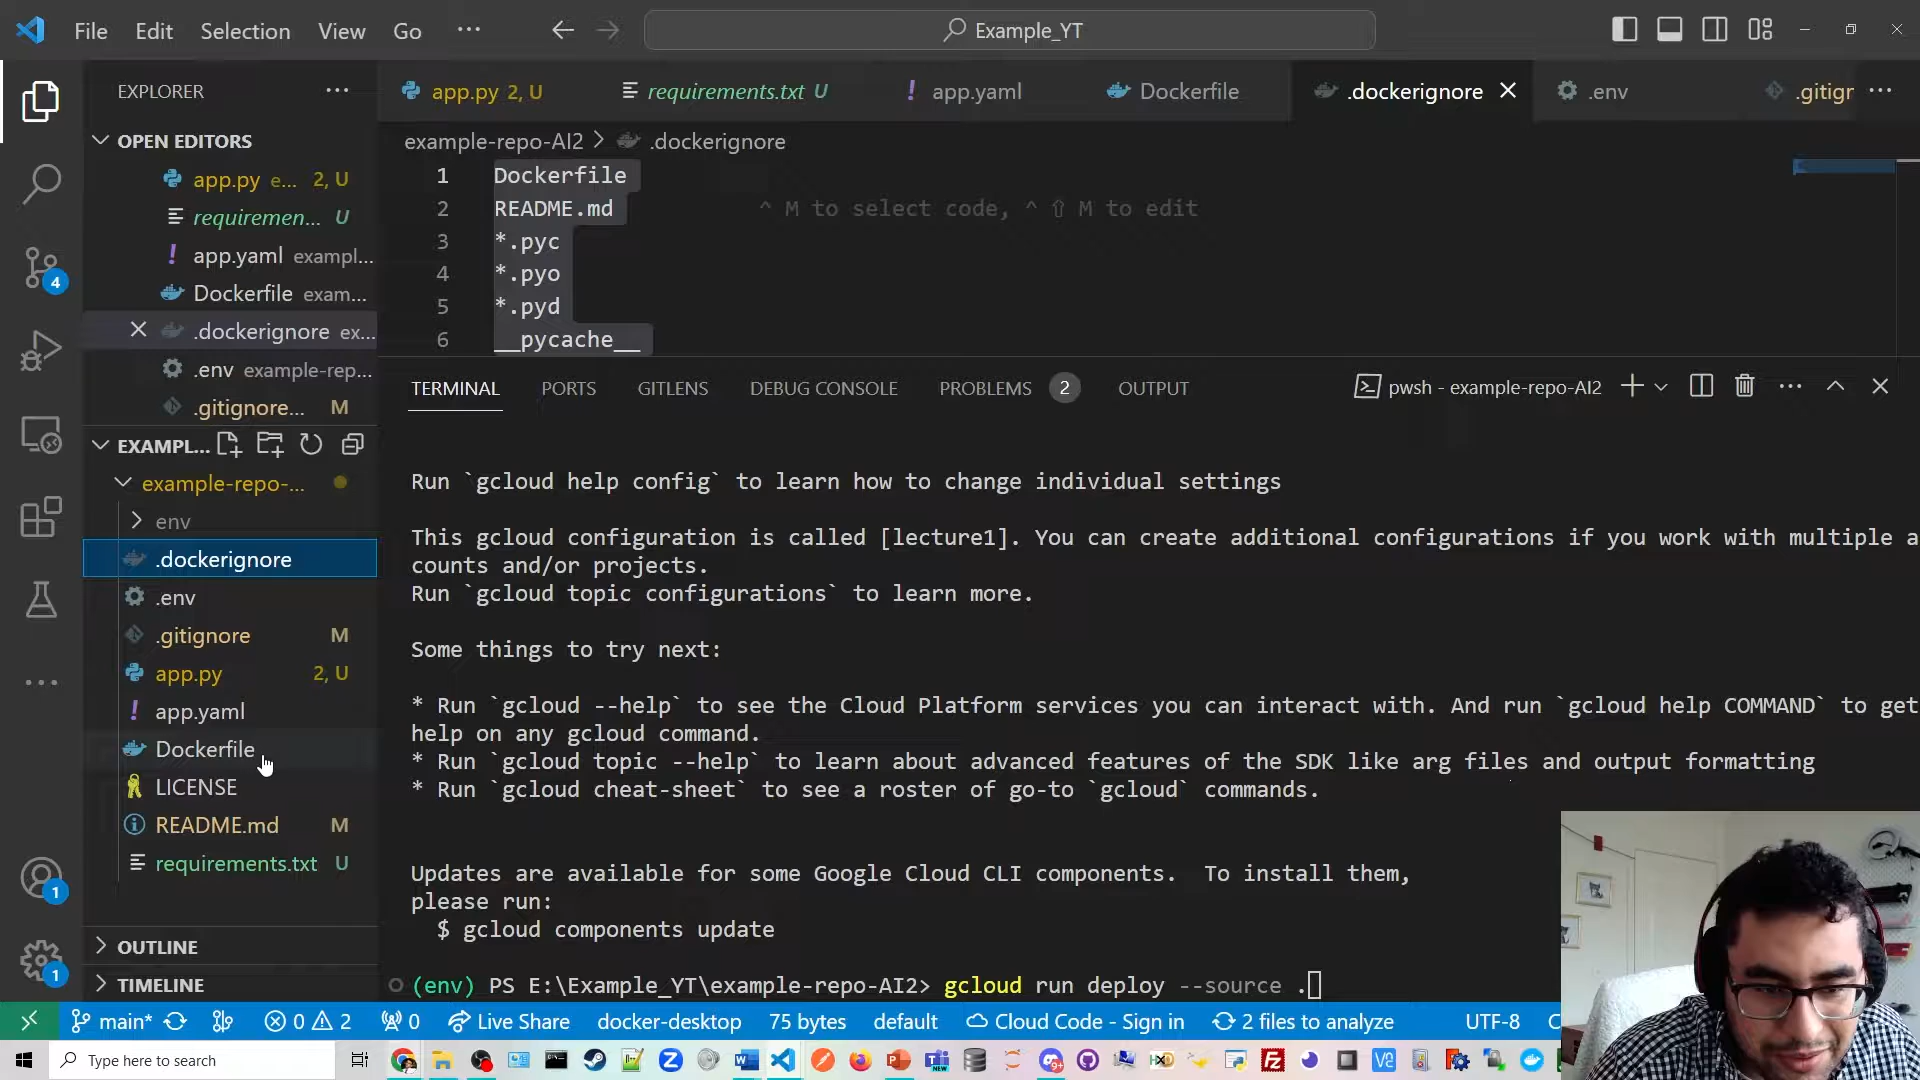 File Edit Selection View Go ···
Example_YT
EXPLORER
app.py 2, U
requirements.txt U
! app.yaml
Dockerfile
.dockerignore
.env
.gitigr
OPEN EDITORS
app.py e... 2, U
requiremen... U
! app.yaml exampl...
Dockerfile exam...
.dockerignore ex...
.env example-rep...
.gitignore... M
example-repo-AI2 > .dockerignore
1 Dockerfile
2 README.md
^ M to select code, ^ ⇧ M to edit
3 *.pyc
4 *.pyo
5 *.pyd
6 __pycache__
TERMINAL PORTS GITLENS DEBUG CONSOLE PROBLEMS 2 OUTPUT
pwsh - example-repo-AI2
EXAMPL...
example-repo-...
env
.dockerignore
.env
.gitignore M
app.py 2, U
! app.yaml
Dockerfile
LICENSE
README.md M
requirements.txt U
OUTLINE
TIMELINE
4
1
1
Run `gcloud help config` to learn how to change individual settings
This gcloud configuration is called [lecture1]. You can create additional configurations if you work with multiple a
counts and/or projects.
Run `gcloud topic configurations` to learn more.
Some things to try next:
* Run `gcloud --help` to see the Cloud Platform services you can interact with. And run `gcloud help COMMAND` to get
help on any gcloud command.
* Run `gcloud topic --help` to learn about advanced features of the SDK like arg files and output formatting
* Run `gcloud cheat-sheet` to see a roster of go-to `gcloud` commands.
Updates are available for some Google Cloud CLI components.  To install them,
please run:
$ gcloud components update
(env) PS E:\Example_YT\example-repo-AI2> gcloud run deploy --source .
main* 0 2 0 Live Share docker-desktop 75 bytes default Cloud Code - Sign in 2 files to analyze UTF-8 C
Type here to search